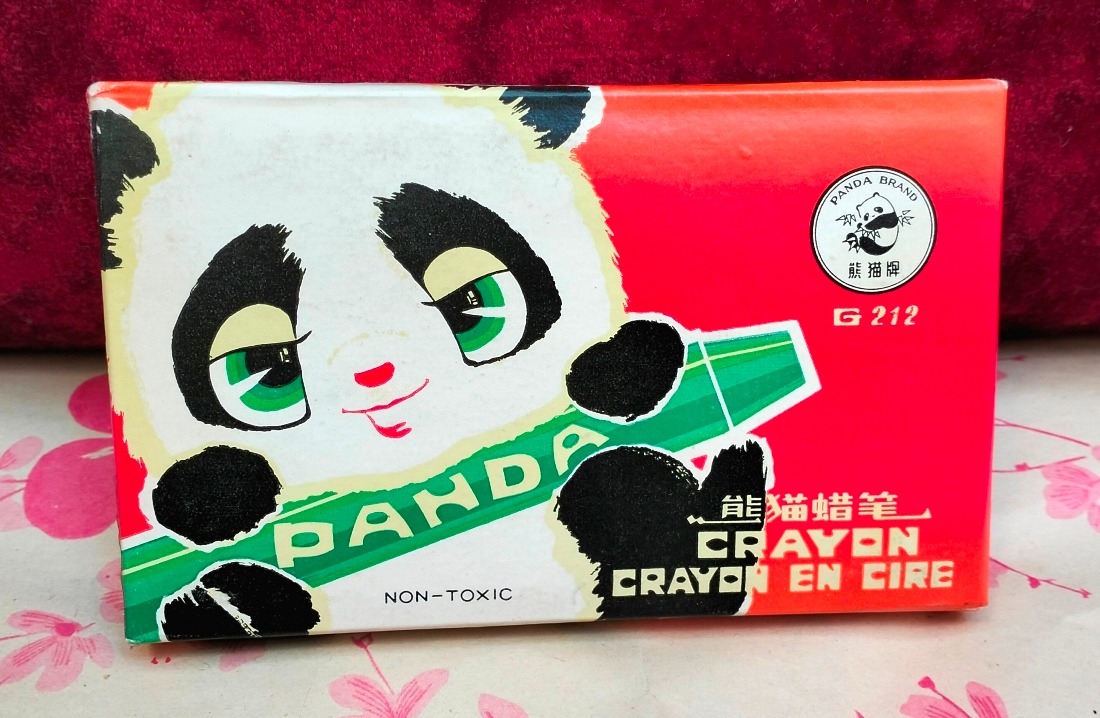 PANDA BRAND
熊猫牌
G 212
PANDA
熊猫蜡笔
CRAYON
CRAYON EN CIRE
NON-TOXIC